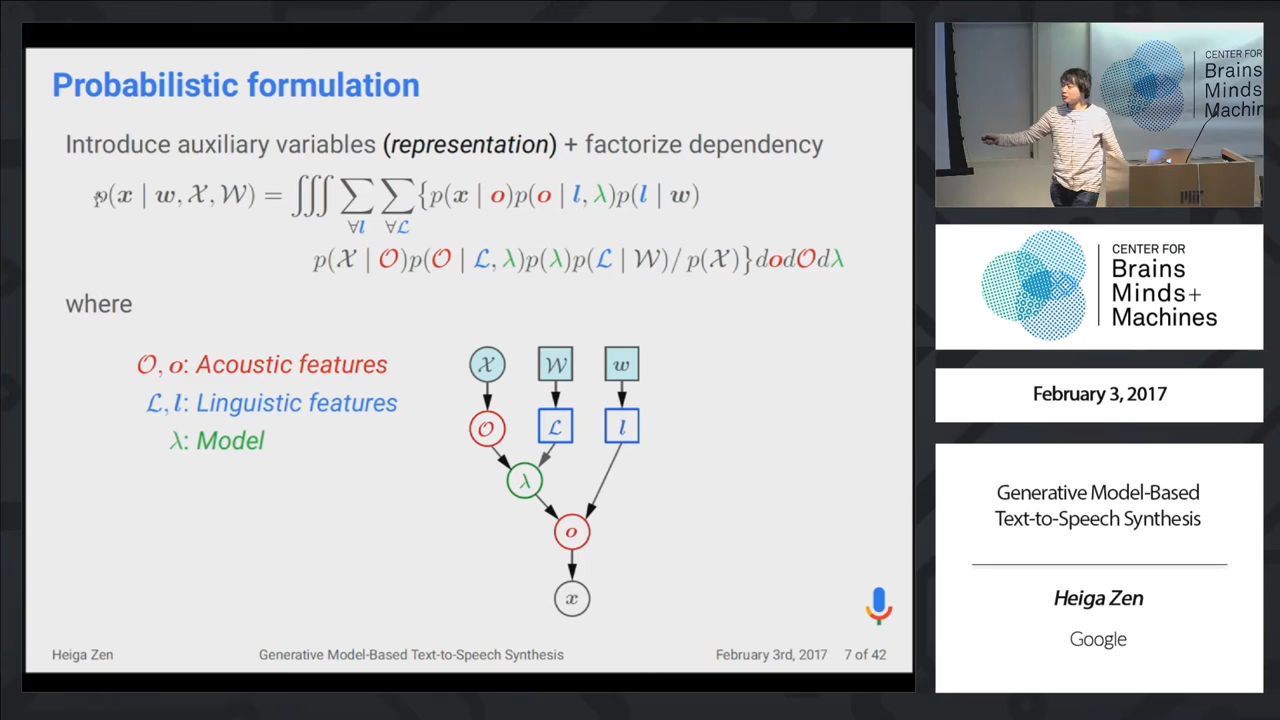 Probabilistic formulation
Introduce auxiliary variables (representation) + factorize dependency
p(x | w, 𝒳, 𝒲) = ∭ ∑ ∑ {p(x | o)p(o | l, λ)p(l | w)
∀l ∀ℒ
p(𝒳 | 𝒪)p(𝒪 | ℒ, λ)p(λ)p(ℒ | 𝒲)/ p(𝒳)}dod𝒪dλ
where
𝒪, o: Acoustic features
ℒ, l: Linguistic features
λ: Model
𝒳 𝒲 w
𝒪 ℒ l
λ
o
x
Heiga Zen Generative Model-Based Text-to-Speech Synthesis February 3rd, 2017 7 of 42
CENTER FOR
Brains
Minds
Machin
CENTER FOR
Brains
Minds+
Machines
February 3, 2017
Generative Model-Based
Text-to-Speech Synthesis
Heiga Zen
Google